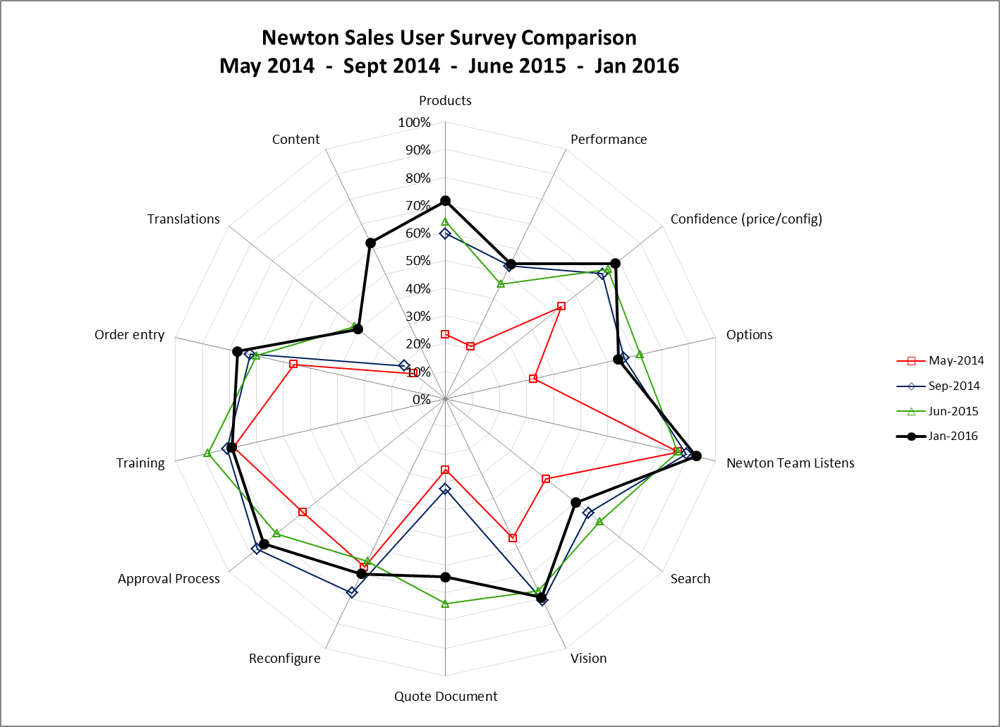 Newton Sales User Survey Comparison
May 2014 - Sept 2014 - June 2015 - Jan 2016
Products
100%
Content
Performance
90%
80%
70%
Translations
Confidence (price/config)
60%
50%
40%
30%
Order entry
Options
20%
10%
0%
May-2014
Sep-2014
Jun-2015
Jan-2016
Training
Newton Team Listens
Approval Process
Search
Reconfigure
Vision
Quote Document